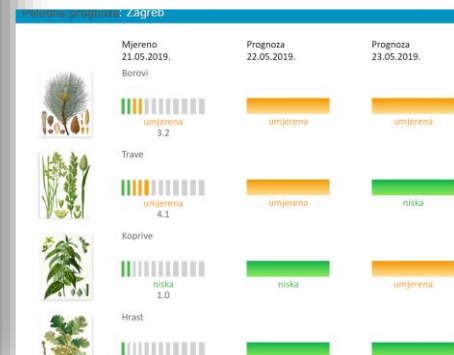 Peludna prognoza: Zagreb
Mjereno
21.05.2019.
Prognoza
22.05.2019.
Prognoza
23.05.2019.
Borovi
umjerena
3.2
umjerena
umjerena
Trave
umjerena
4.1
umjerena
niska
Koprive
niska
1.0
niska
umjerena
Hrast